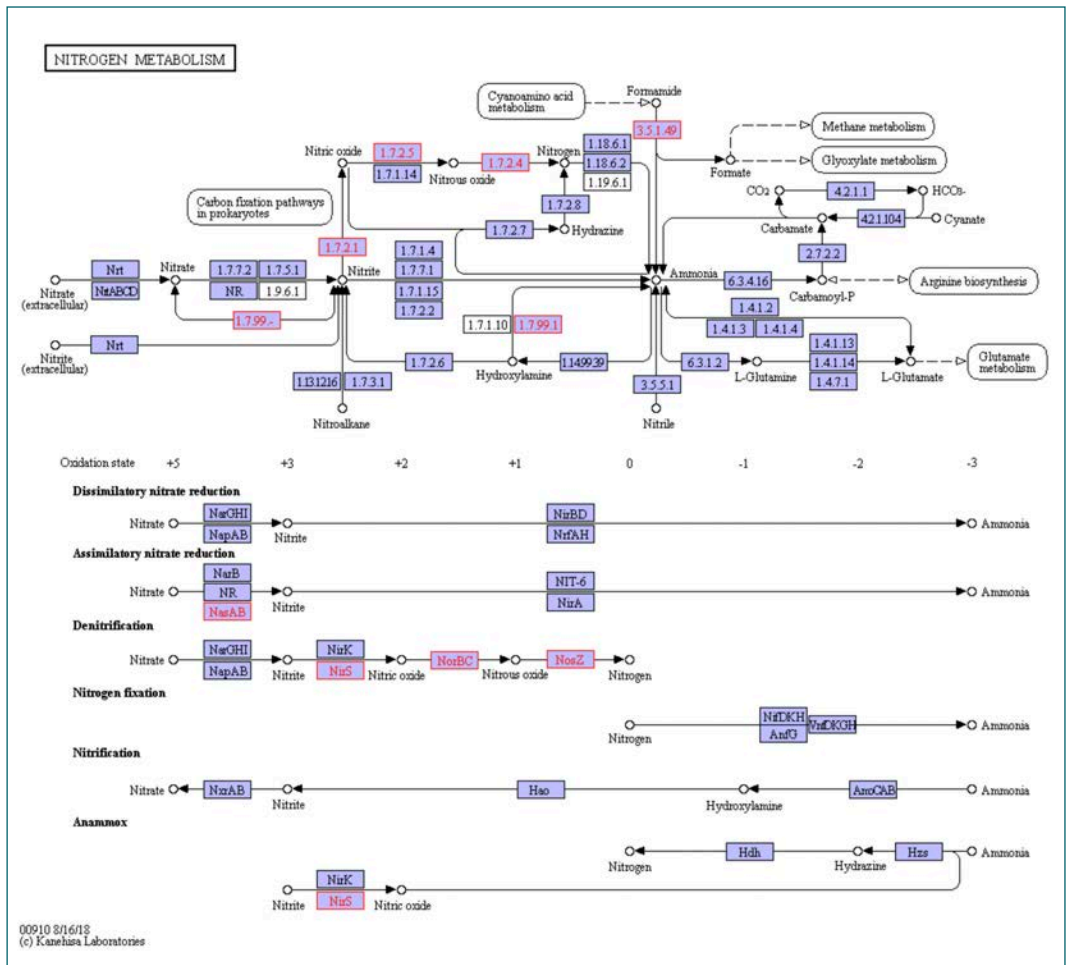 NITROGEN METABOLISM
Cyanoamino acid
metabolism
Formamide
3.5.1.49
Methane metabolism
Glyoxylate metabolism
Formate
Nitric oxide
1.7.2.5
1.7.1.14
Nitrous oxide
1.7.2.4
Nitrogen
1.18.6.1
1.18.6.2
1.19.6.1
Carbon fixation pathways
in prokaryotes
1.7.2.8
1.7.2.7
Hydrazine
CO2
4.2.1.1
HCO3-
Carbamate
4.2.1.104
Cyanate
2.7.2.2
1.7.2.1
Nrt
NrtABCD
Nitrate
(extracellular)
Nitrate
1.7.7.2
1.7.5.1
NR
1.9.6.1
Nitrite
1.7.1.4
1.7.7.1
1.7.1.15
1.7.2.2
Ammonia
6.3.4.16
Carbamoyl-P
Arginine biosynthesis
1.7.99.-
Nrt
Nitrite
(extracellular)
1.7.1.10
1.7.99.1
1.4.1.2
1.4.1.3
1.4.1.4
1.7.2.6
Hydroxylamine
1.14.99.39
6.3.1.2
L-Glutamine
1.4.1.13
1.4.1.14
1.4.7.1
L-Glutamate
Glutamate
metabolism
1.13.12.16
1.7.3.1
Nitroalkane
3.5.5.1
Nitrile
Oxidation state +5 +3 +2 +1 0 -1 -2 -3
Dissimilatory nitrate reduction
NarGHI
NapAB
Nitrate
Nitrite
NirBD
NrfAH
Ammonia
Assimilatory nitrate reduction
NarB
NR
NasAB
Nitrate
Nitrite
NIT-6
NirA
Ammonia
Denitrification
Nitrate
NarGHI
NapAB
Nitrite
NirK
NirS
Nitric oxide
NorBC
Nitrous oxide
NosZ
Nitrogen
Nitrogen fixation
Nitrogen
NifDKH
AnfG
VnfDKGH
Ammonia
Nitrification
Nitrate
NxrAB
Nitrite
Hao
Hydroxylamine
AmoCAB
Ammonia
Anammox
Nitrogen
Hdh
Hydrazine
Hzs
Ammonia
Nitrite
NirK
NirS
Nitric oxide
00910 8/16/18
(c) Kanehisa Laboratories